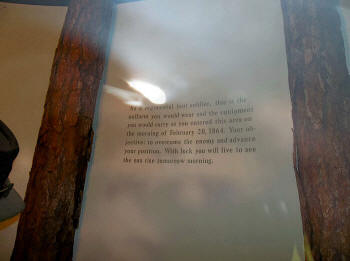 As a regimental foot soldier, this is the
uniform you would wear and the equipment
you would carry as you entered this area on
the morning of February 20, 1864. Your ob-
jective: to overcome the enemy and advance
your position. With luck you will live to see
the sun rise tomorrow morning.